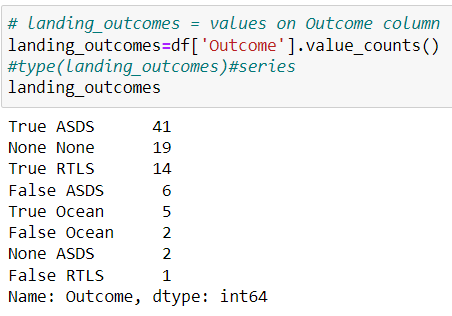 # landing_outcomes = values on Outcome column
landing_outcomes=df['Outcome'].value_counts()
#type(landing_outcomes)#series
landing_outcomes
True ASDS      41
None None      19
True RTLS      14
False ASDS      6
True Ocean      5
False Ocean     2
None ASDS       2
False RTLS      1
Name: Outcome, dtype: int64